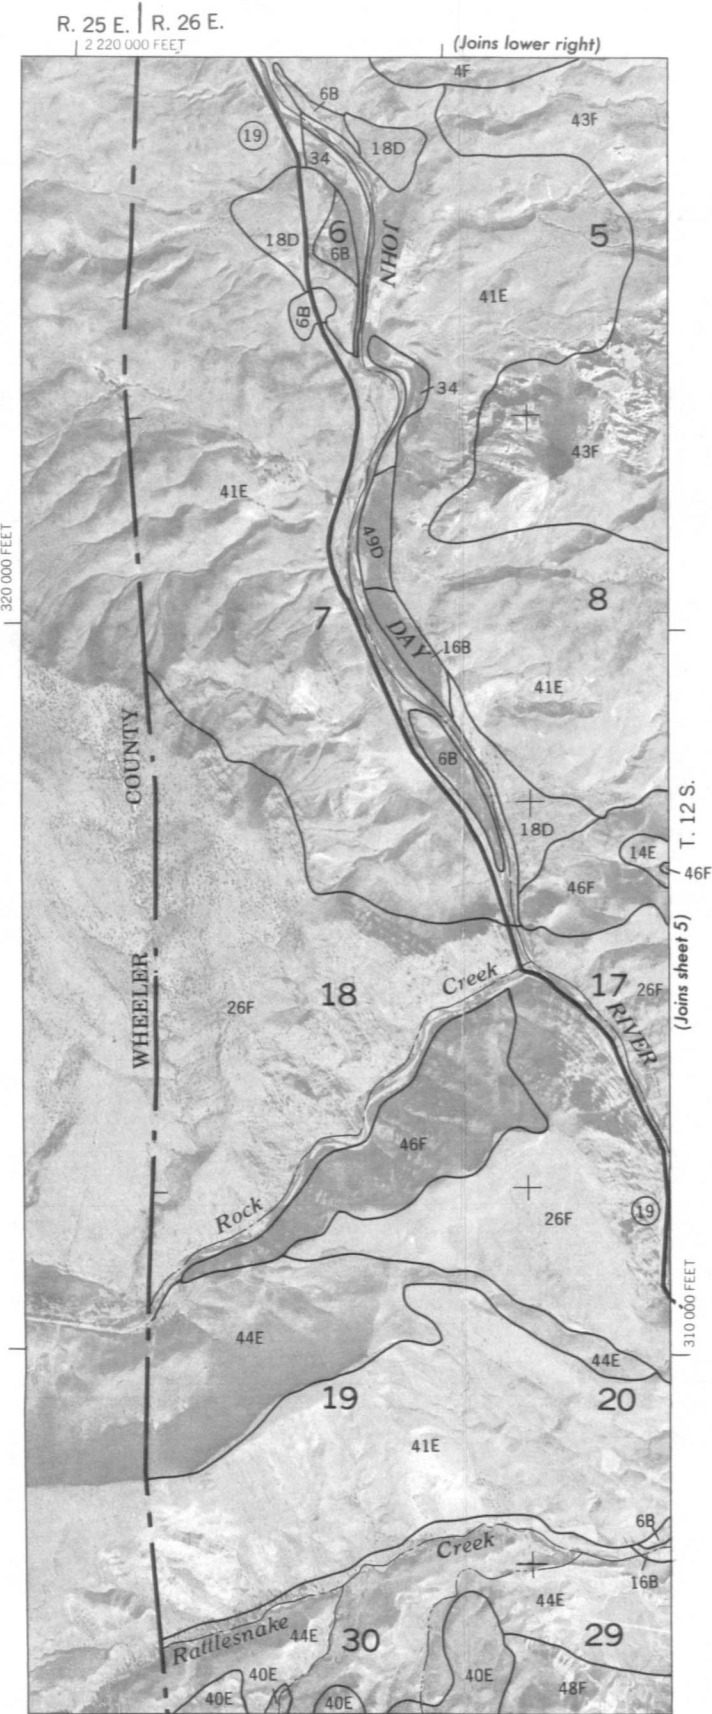 R. 25 E. R. 26 E.
2 220 000 FEET
(Joins lower right)
4F
6B
43F
19
34
18D
18D
6
6B
JOHN
5
41E
6B
34
43F
41E
320 000 FEET
49D
8
7
DAY
16B
41E
COUNTY
6B
T. 12 S.
18D
14E
46F
46F
(Joins sheet 5)
WHEELER
Creek
18
17
26F
26F
RIVER
46F
Rock
26F
19
310 000 FEET
44E
44E
19
20
41E
6B
Creek
16B
44E
Rattlesnake
44E
30
29
40E
40E
48F
40E
40E